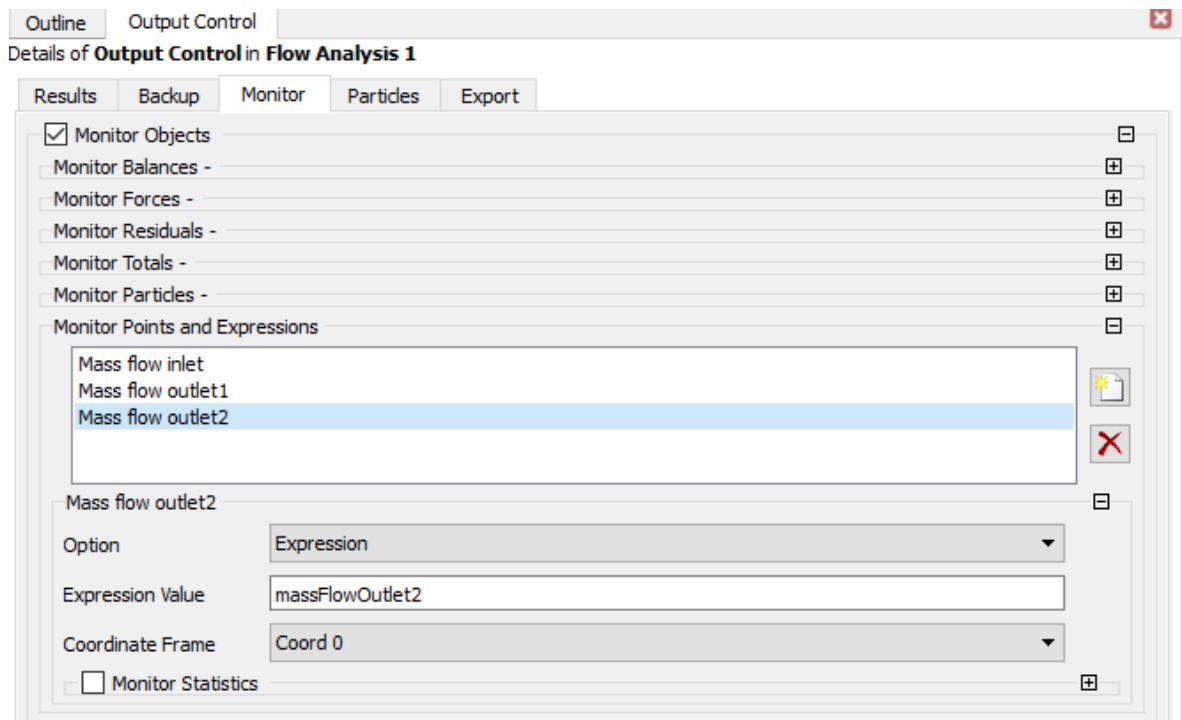 Outline Output Control
Details of Output Control in Flow Analysis 1
Results Backup Monitor Particles Export
Monitor Objects
Monitor Balances -
Monitor Forces -
Monitor Residuals -
Monitor Totals -
Monitor Particles -
Monitor Points and Expressions
Mass flow inlet
Mass flow outlet1
Mass flow outlet2
Mass flow outlet2
Option Expression
Expression Value massFlowOutlet2
Coordinate Frame Coord 0
Monitor Statistics